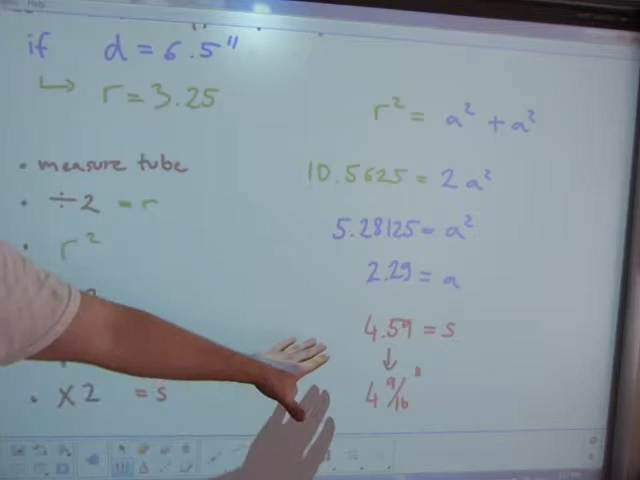 if d = 6.5"
r = 3.25
• measure tube
• ÷2 = r
• r²
• x2 = s
r² = a² + a²
10.5625 = 2a²
5.28125 = a²
2.29 = a
4.59 = s
↓
4 9/16"